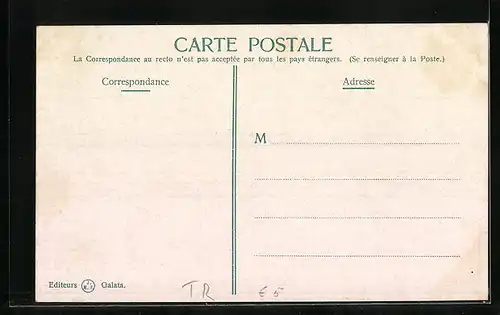 CARTE POSTALE
La Correspondance au recto n'est pas acceptée par tous les pays étrangers. (Se renseigner à la Poste.)
Correspondance
Adresse
M
Editeurs Galata.
TR € 5